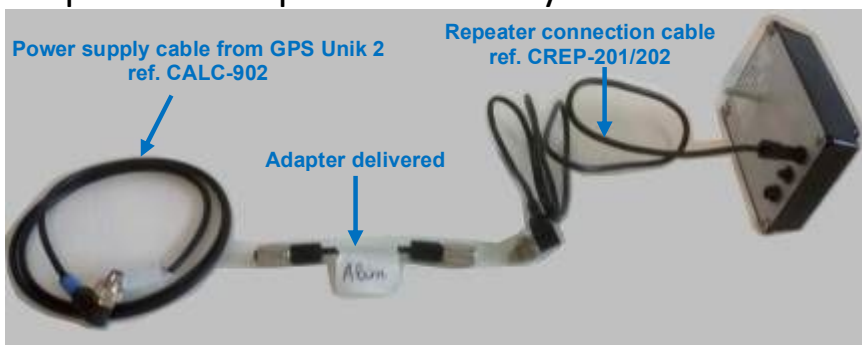 Power supply cable from GPS Unik 2
ref. CALC-902
Repeater connection cable
ref. CREP-201/202
Adapter delivered